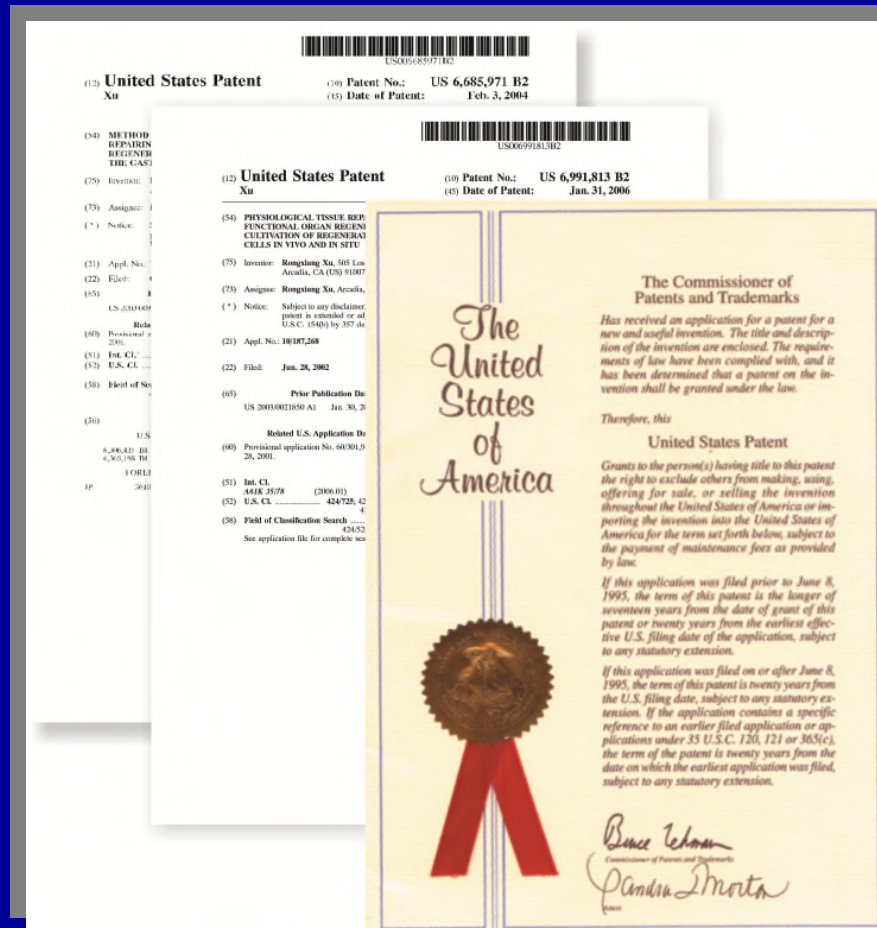 US006685971B2
(12) United States Patent
Xu
(10) Patent No.: US 6,685,971 B2
(45) Date of Patent: Feb. 3, 2004
(54) METHOD
REPAIRIN
REGENER
THE GAST
(75) Inventor:
(73) Assignee:
(*) Notice:
(21) Appl. No.
(22) Filed:
(65)
US 2003/009
Rela
(60) Provisional
2001.
(51) Int. Cl.
(52) U.S. Cl.
(58) Field of Se
(56)
U.S
FOREI
JP
US006991813B2
(12) United States Patent
Xu
(10) Patent No.: US 6,991,813 B2
(45) Date of Patent: Jan. 31, 2006
(54) PHYSIOLOGICAL TISSUE REP
FUNCTIONAL ORGAN REGENE
CULTIVATION OF REGENERAT
CELLS IN VIVO AND IN SITU
(75) Inventor: Rongxiang Xu, 505 Los
Arcadia, CA (US) 91007
(73) Assignee: Rongxiang Xu, Arcadia,
(*) Notice: Subject to any disclaimer,
patent is extended or ad
U.S.C. 154(b) by 357 da
(21) Appl. No.: 10/187,268
(22) Filed: Jun. 28, 2002
(65) Prior Publication Da
US 2003/0021850 A1 Jan. 30, 20
Related U.S. Application Da
(60) Provisional application No. 60/301,9
28, 2001.
(51) Int. Cl.
A61K 35/78 (2006.01)
(52) U.S. Cl. 424/725; 42
(58) Field of Classification Search
424/52
See application file for complete sea
The
United
States
of
America
The Commissioner of
Patents and Trademarks
Has received an application for a patent for a
new and useful invention. The title and descrip-
tion of the invention are enclosed. The require-
ments of law have been complied with, and it
has been determined that a patent on the in-
vention shall be granted under the law.
Therefore, this
United States Patent
Grants to the person(s) having title to this patent
the right to exclude others from making, using,
offering for sale, or selling the invention
throughout the United States of America or im-
porting the invention into the United States of
America for the term set forth below, subject to
the payment of maintenance fees as provided
by law.
If this application was filed prior to June 8,
1995, the term of this patent is the longer of
seventeen years from the date of grant of this
patent or twenty years from the earliest effec-
tive U.S. filing date of the application, subject
to any statutory extension.
If this application was filed on or after June 8,
1995, the term of this patent is twenty years from
the U.S. filing date, subject to any statutory ex-
tension. If the application contains a specific
reference to an earlier filed application or ap-
plications under 35 U.S.C. 120, 121 or 365(c),
the term of the patent is twenty years from the
date on which the earliest application was filed,
subject to any statutory extension.
Bruce Lehman
Commissioner of Patents and Trademarks
Sandra L Morton
Attest